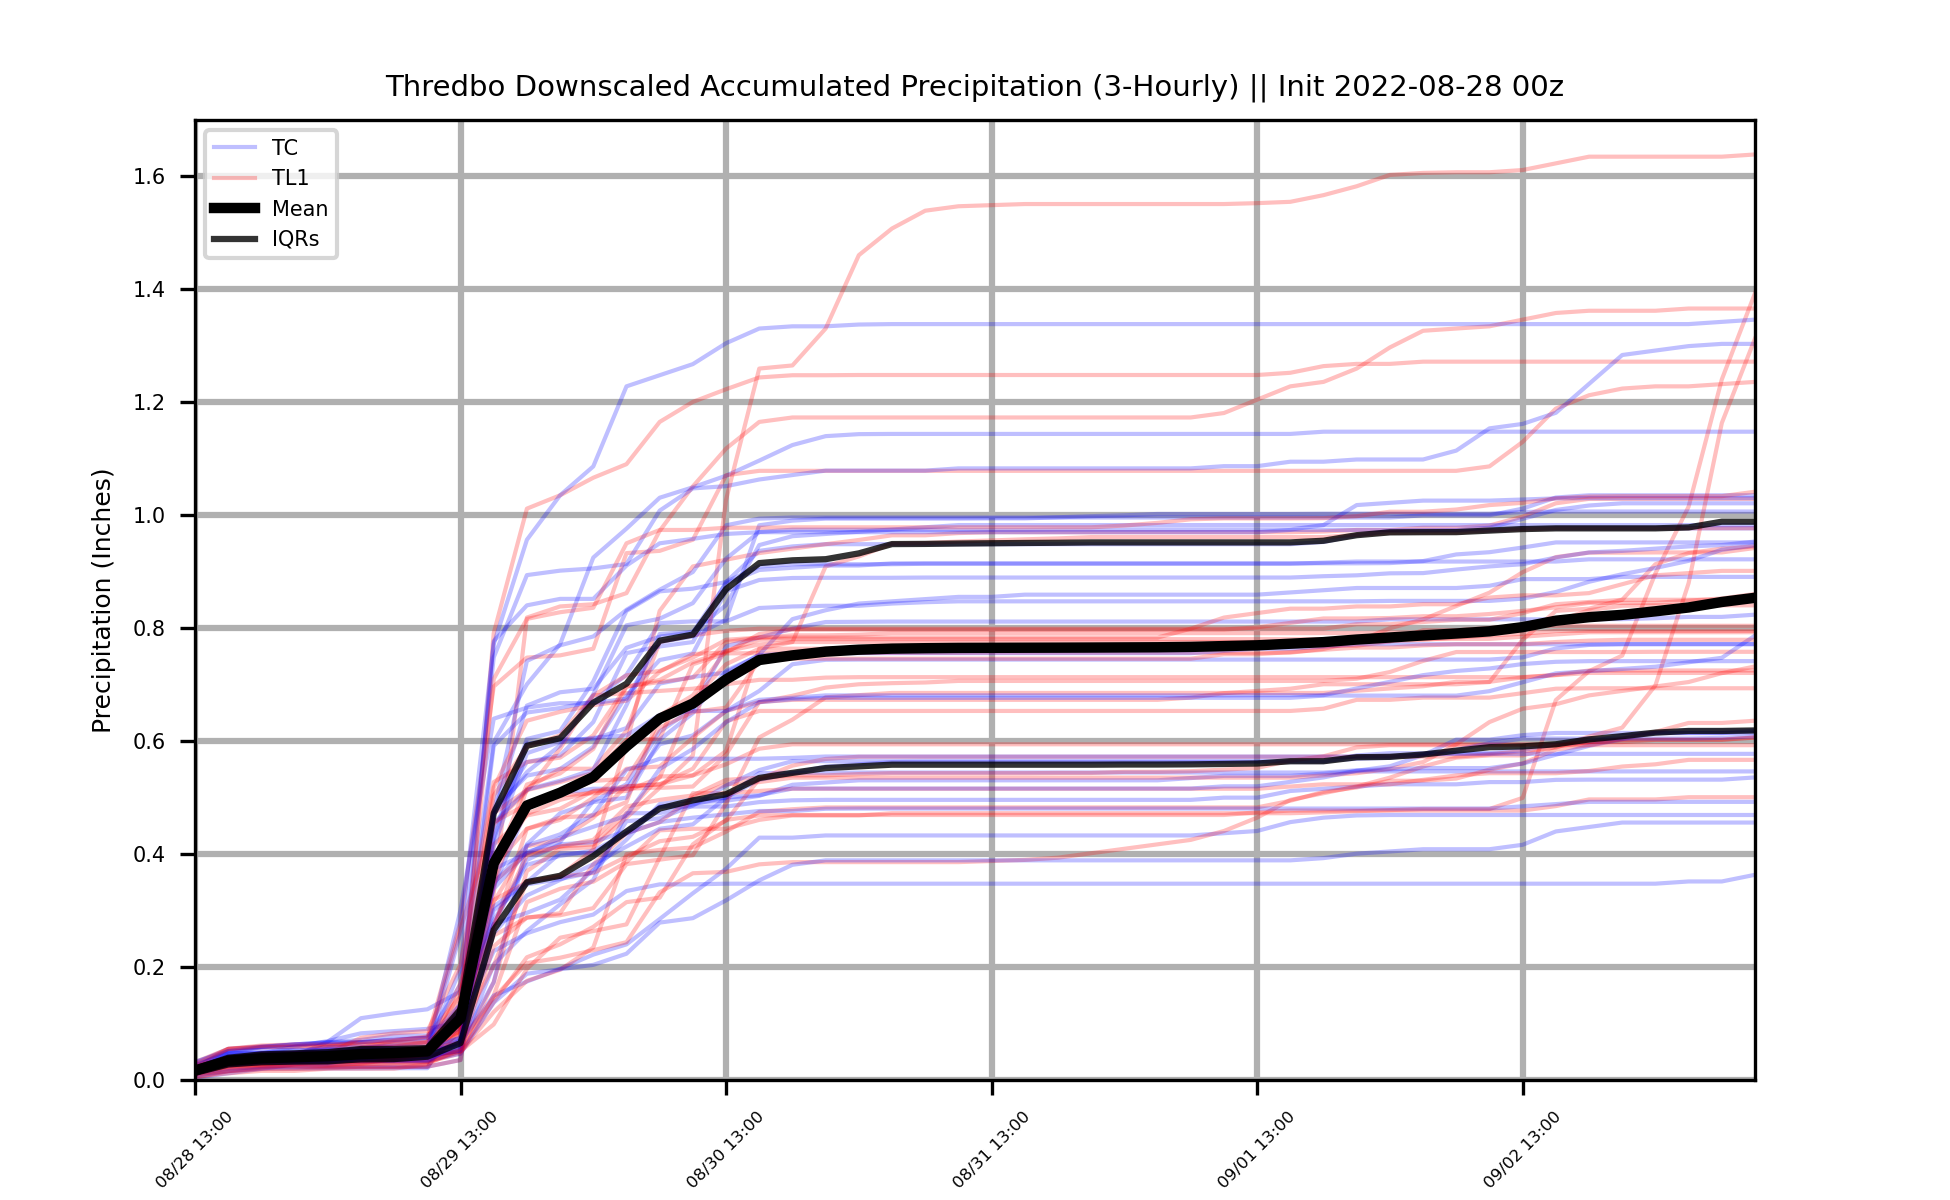 Thredbo Downscaled Accumulated Precipitation (3-Hourly) || Init 2022-08-28 00z
TC
TL1
Mean
IQRs
Precipitation (Inches)
1.6
1.4
1.2
1.0
0.8
0.6
0.4
0.2
0.0
08/28 13:00
08/29 13:00
08/30 13:00
08/31 13:00
09/01 13:00
09/02 13:00